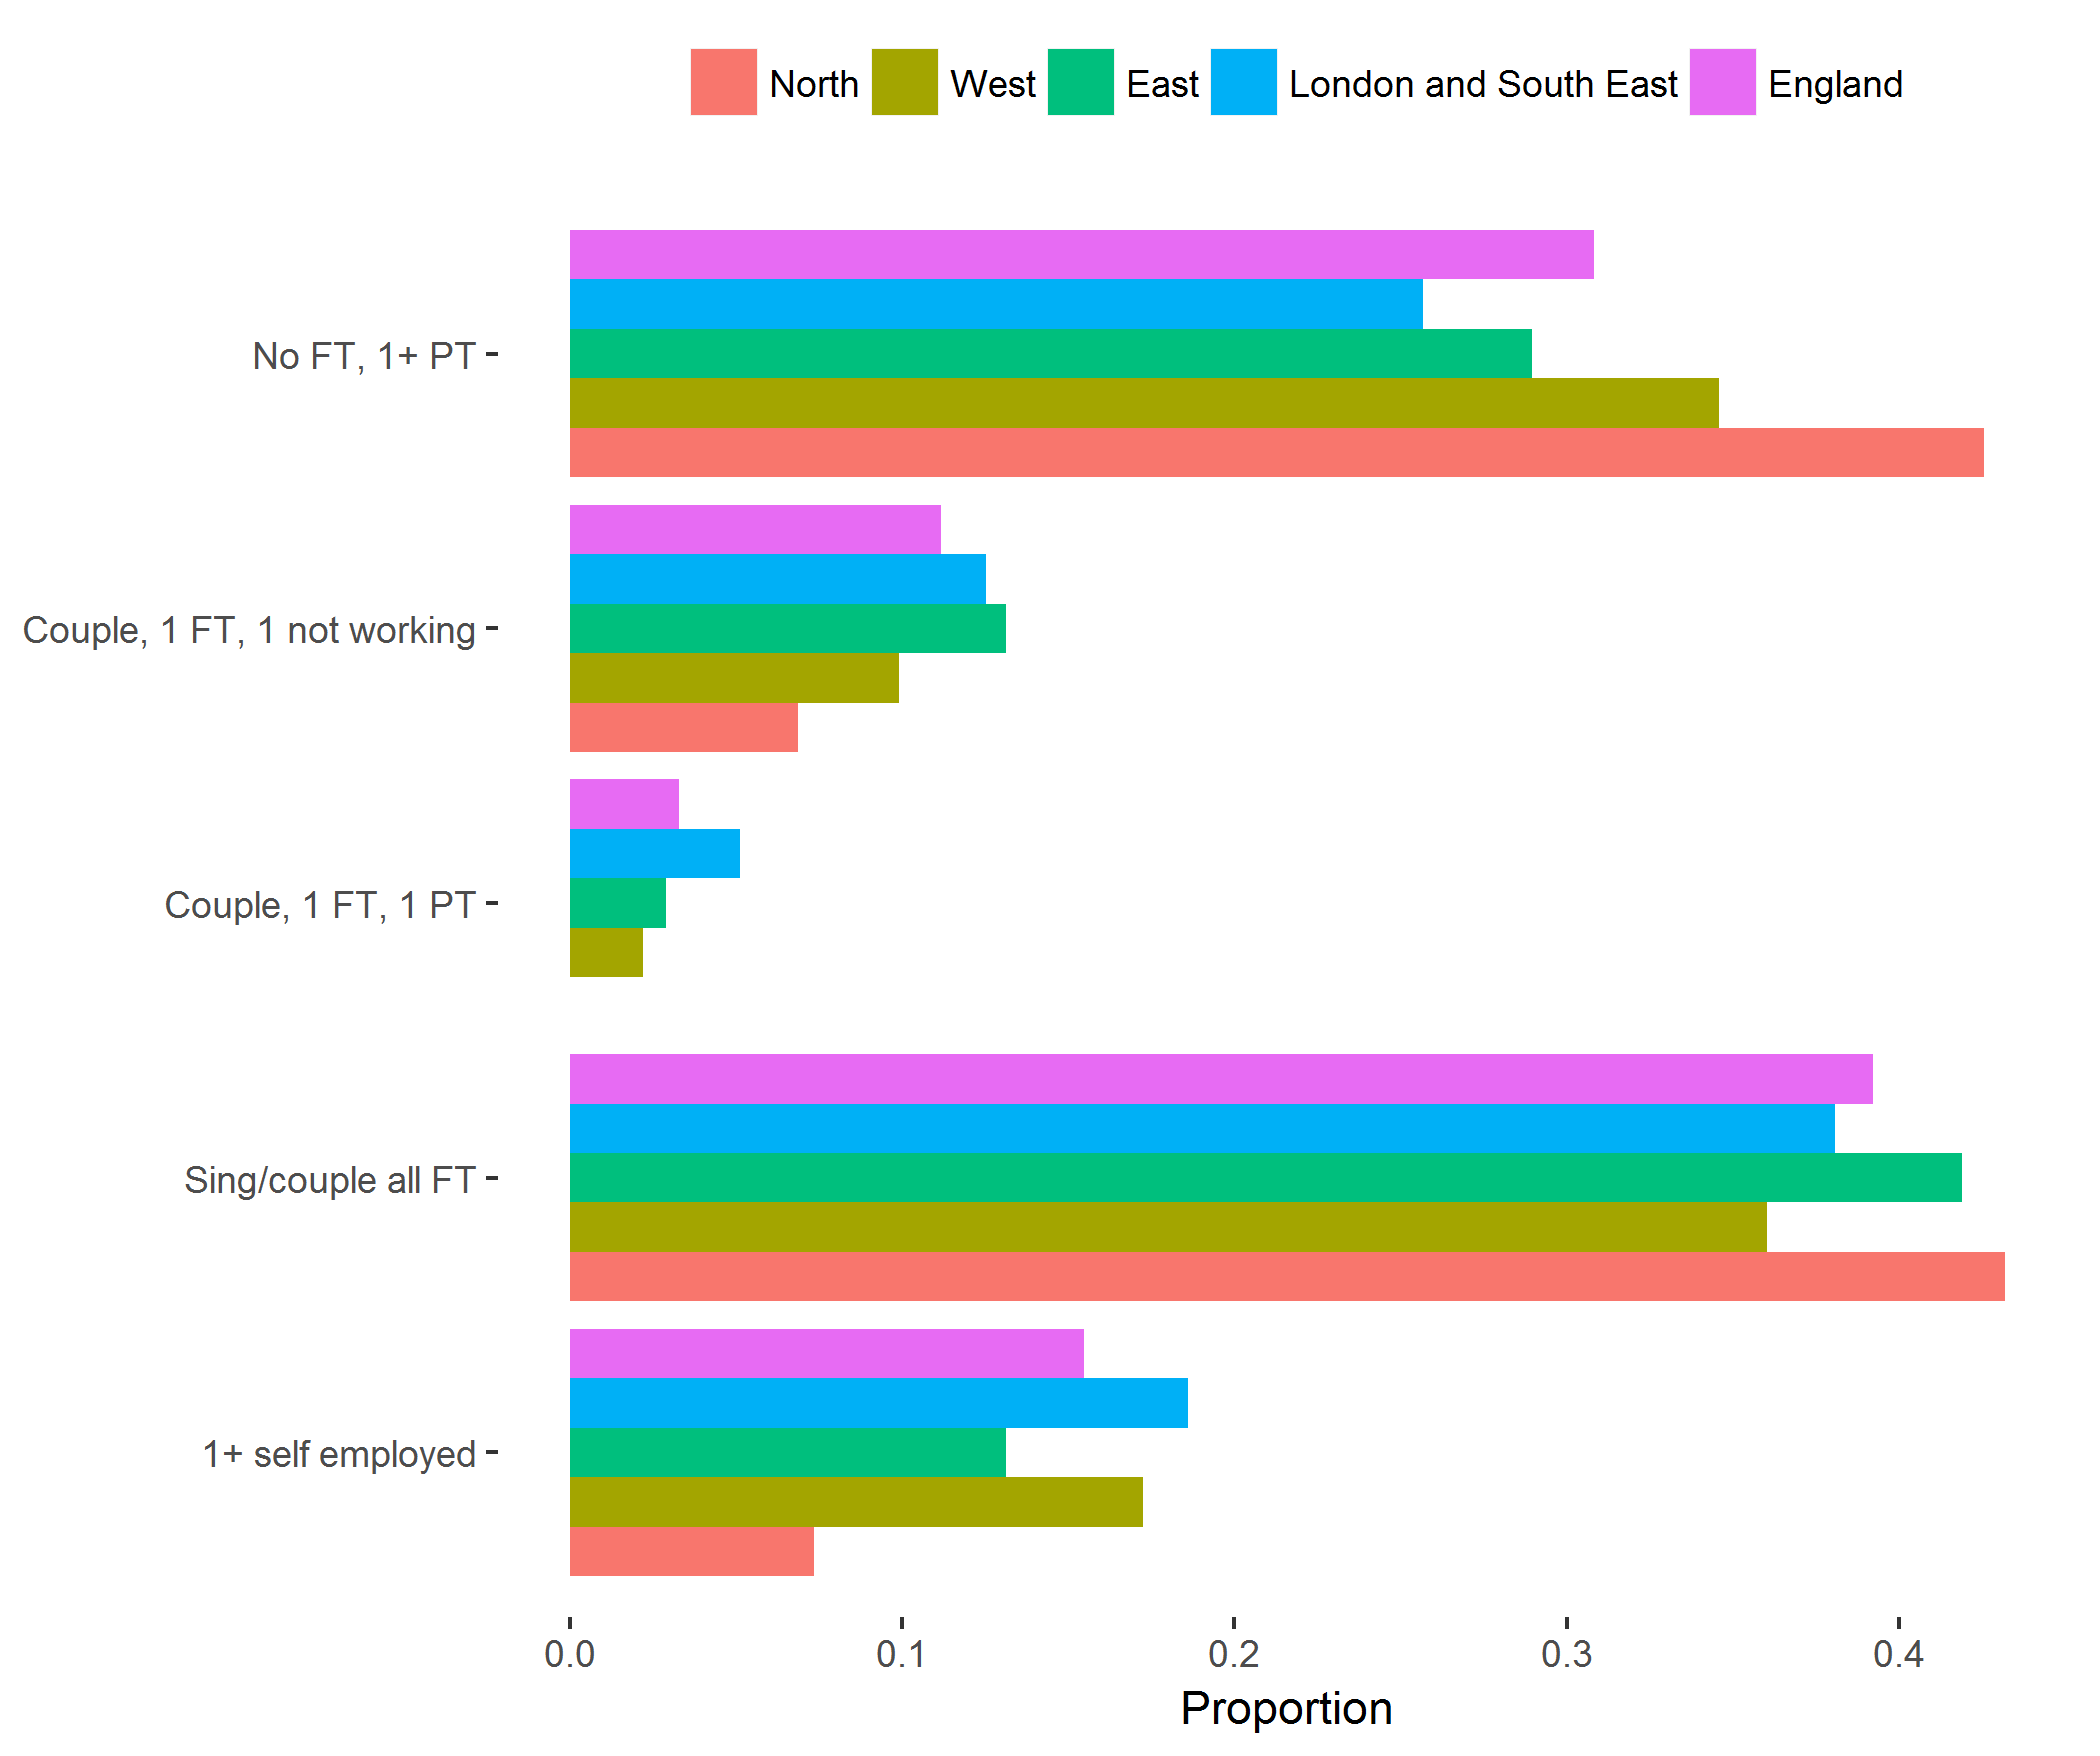 North West East London and South East England
No FT, 1+ PT
Couple, 1 FT, 1 not working
Couple, 1 FT, 1 PT
Sing/couple all FT
1+ self employed
0.0 0.1 0.2 0.3 0.4
Proportion